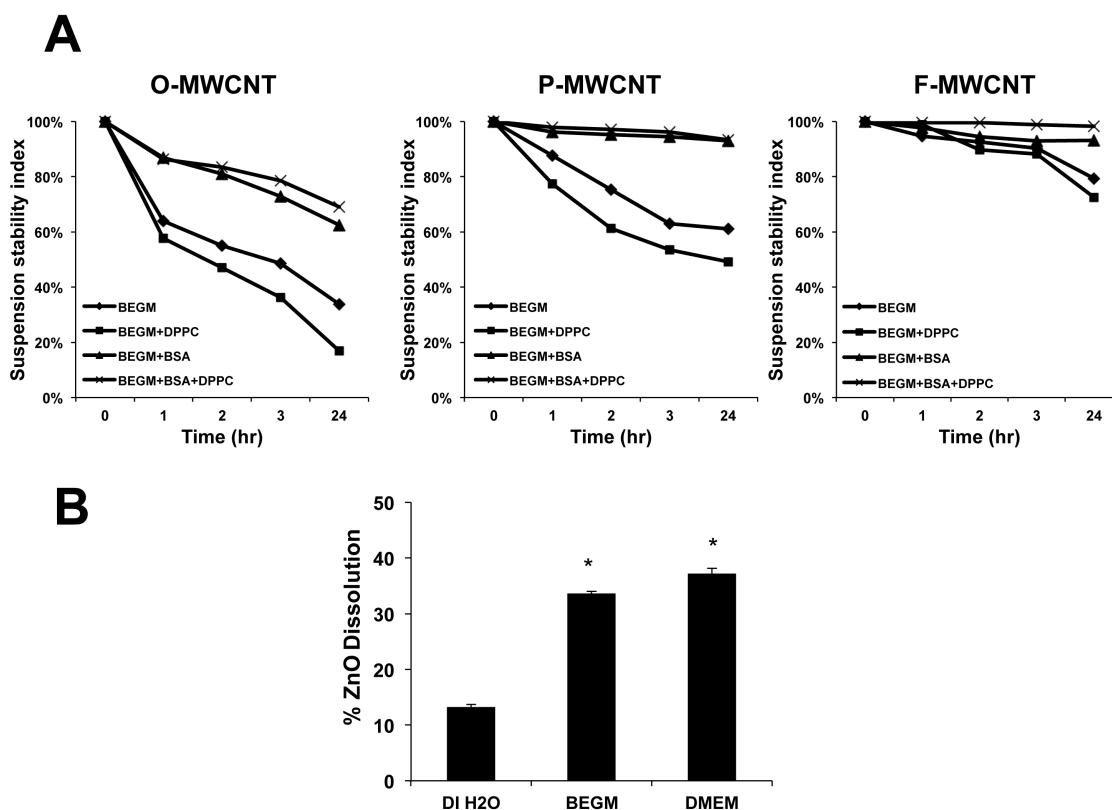 A
O-MWCNT
Suspension stability index
100%
80%
60%
40%
20%
0%
BEGM
BEGM+DPPC
BEGM+BSA
BEGM+BSA+DPPC
0 1 2 3 24
Time (hr)
P-MWCNT
Suspension stability index
100%
80%
60%
40%
20%
0%
BEGM
BEGM+DPPC
BEGM+BSA
BEGM+BSA+DPPC
0 1 2 3 24
Time (hr)
F-MWCNT
Suspension stability index
100%
80%
60%
40%
20%
0%
BEGM
BEGM+DPPC
BEGM+BSA
BEGM+BSA+DPPC
0 1 2 3 24
Time (hr)
B
% ZnO Dissolution
50
40
30
20
10
0
* *
DI H2O BEGM DMEM